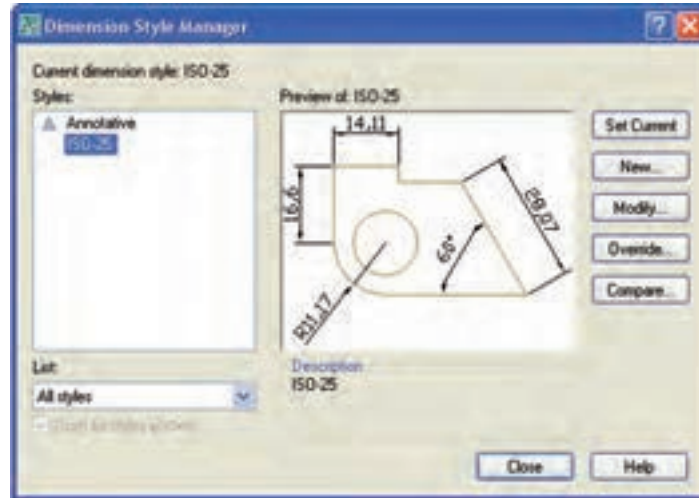 Dimension Style Manager
Current dimension style: ISO-25
Styles:
Annotative
ISO-25
Preview of: ISO-25
14,11
16,6
28,07
60°
R11,17
Set Current
New...
Modify...
Override...
Compare...
List:
All styles
Description
ISO-25
Close
Help